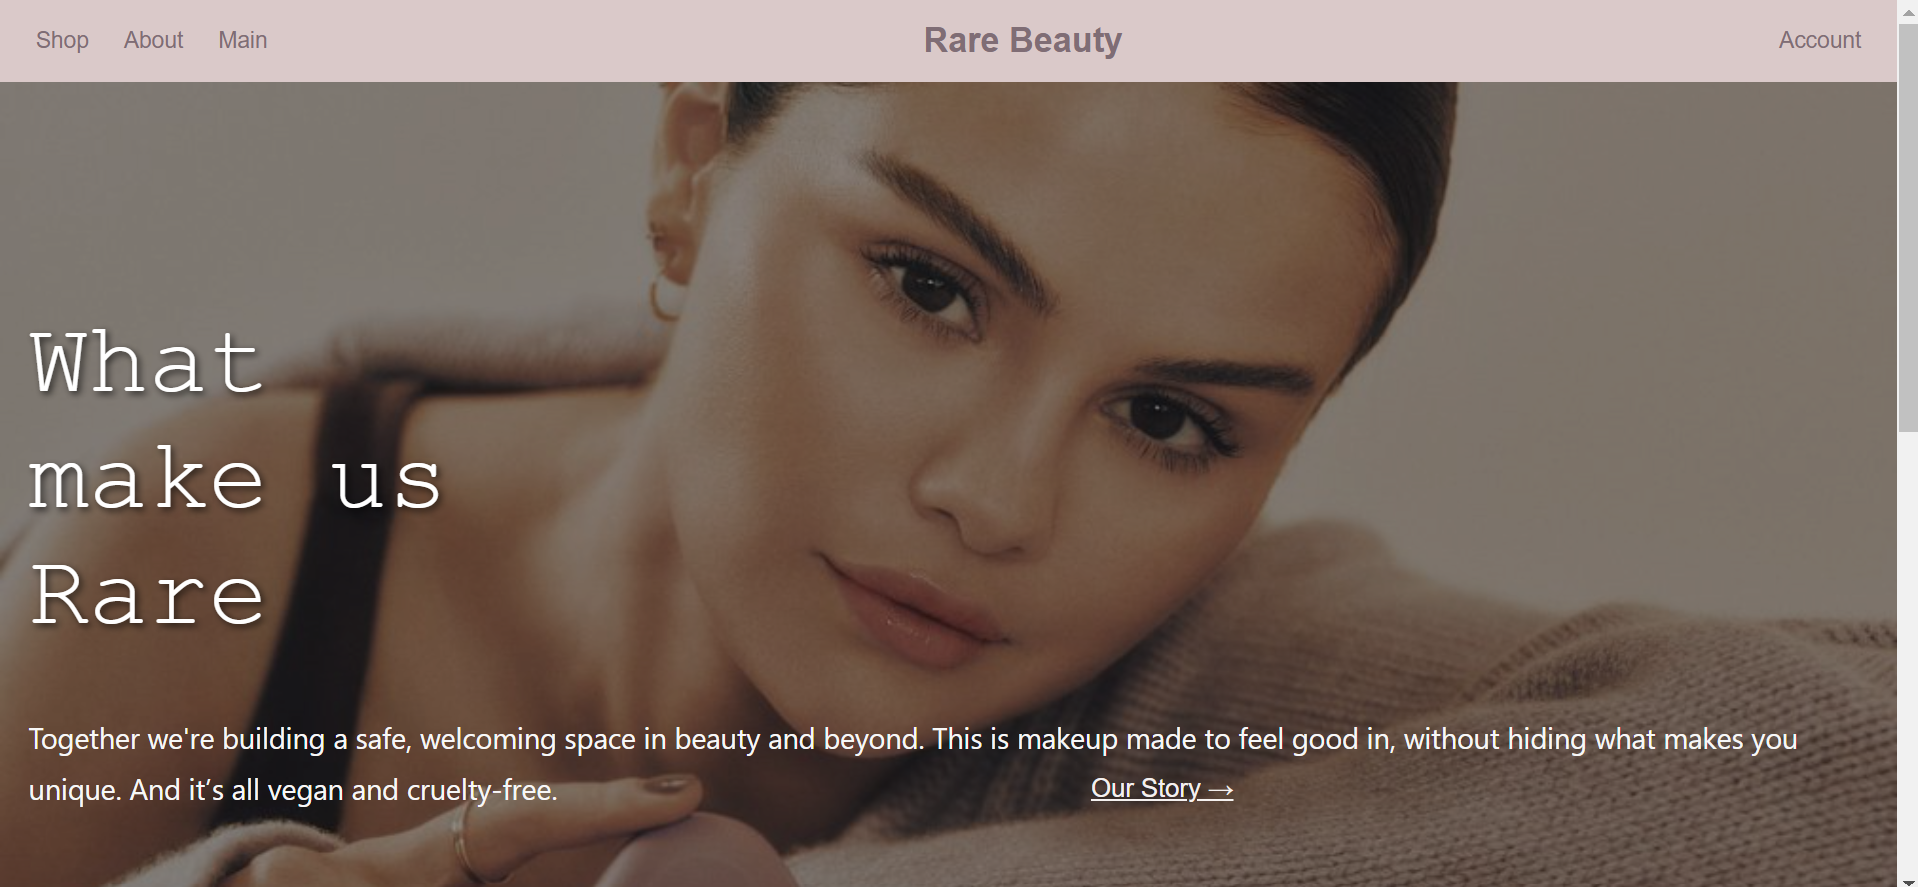 Shop About Main Rare Beauty Account
What
make us
Rare
Together we're building a safe, welcoming space in beauty and beyond. This is makeup made to feel good in, without hiding what makes you
unique. And it’s all vegan and cruelty-free. Our Story →